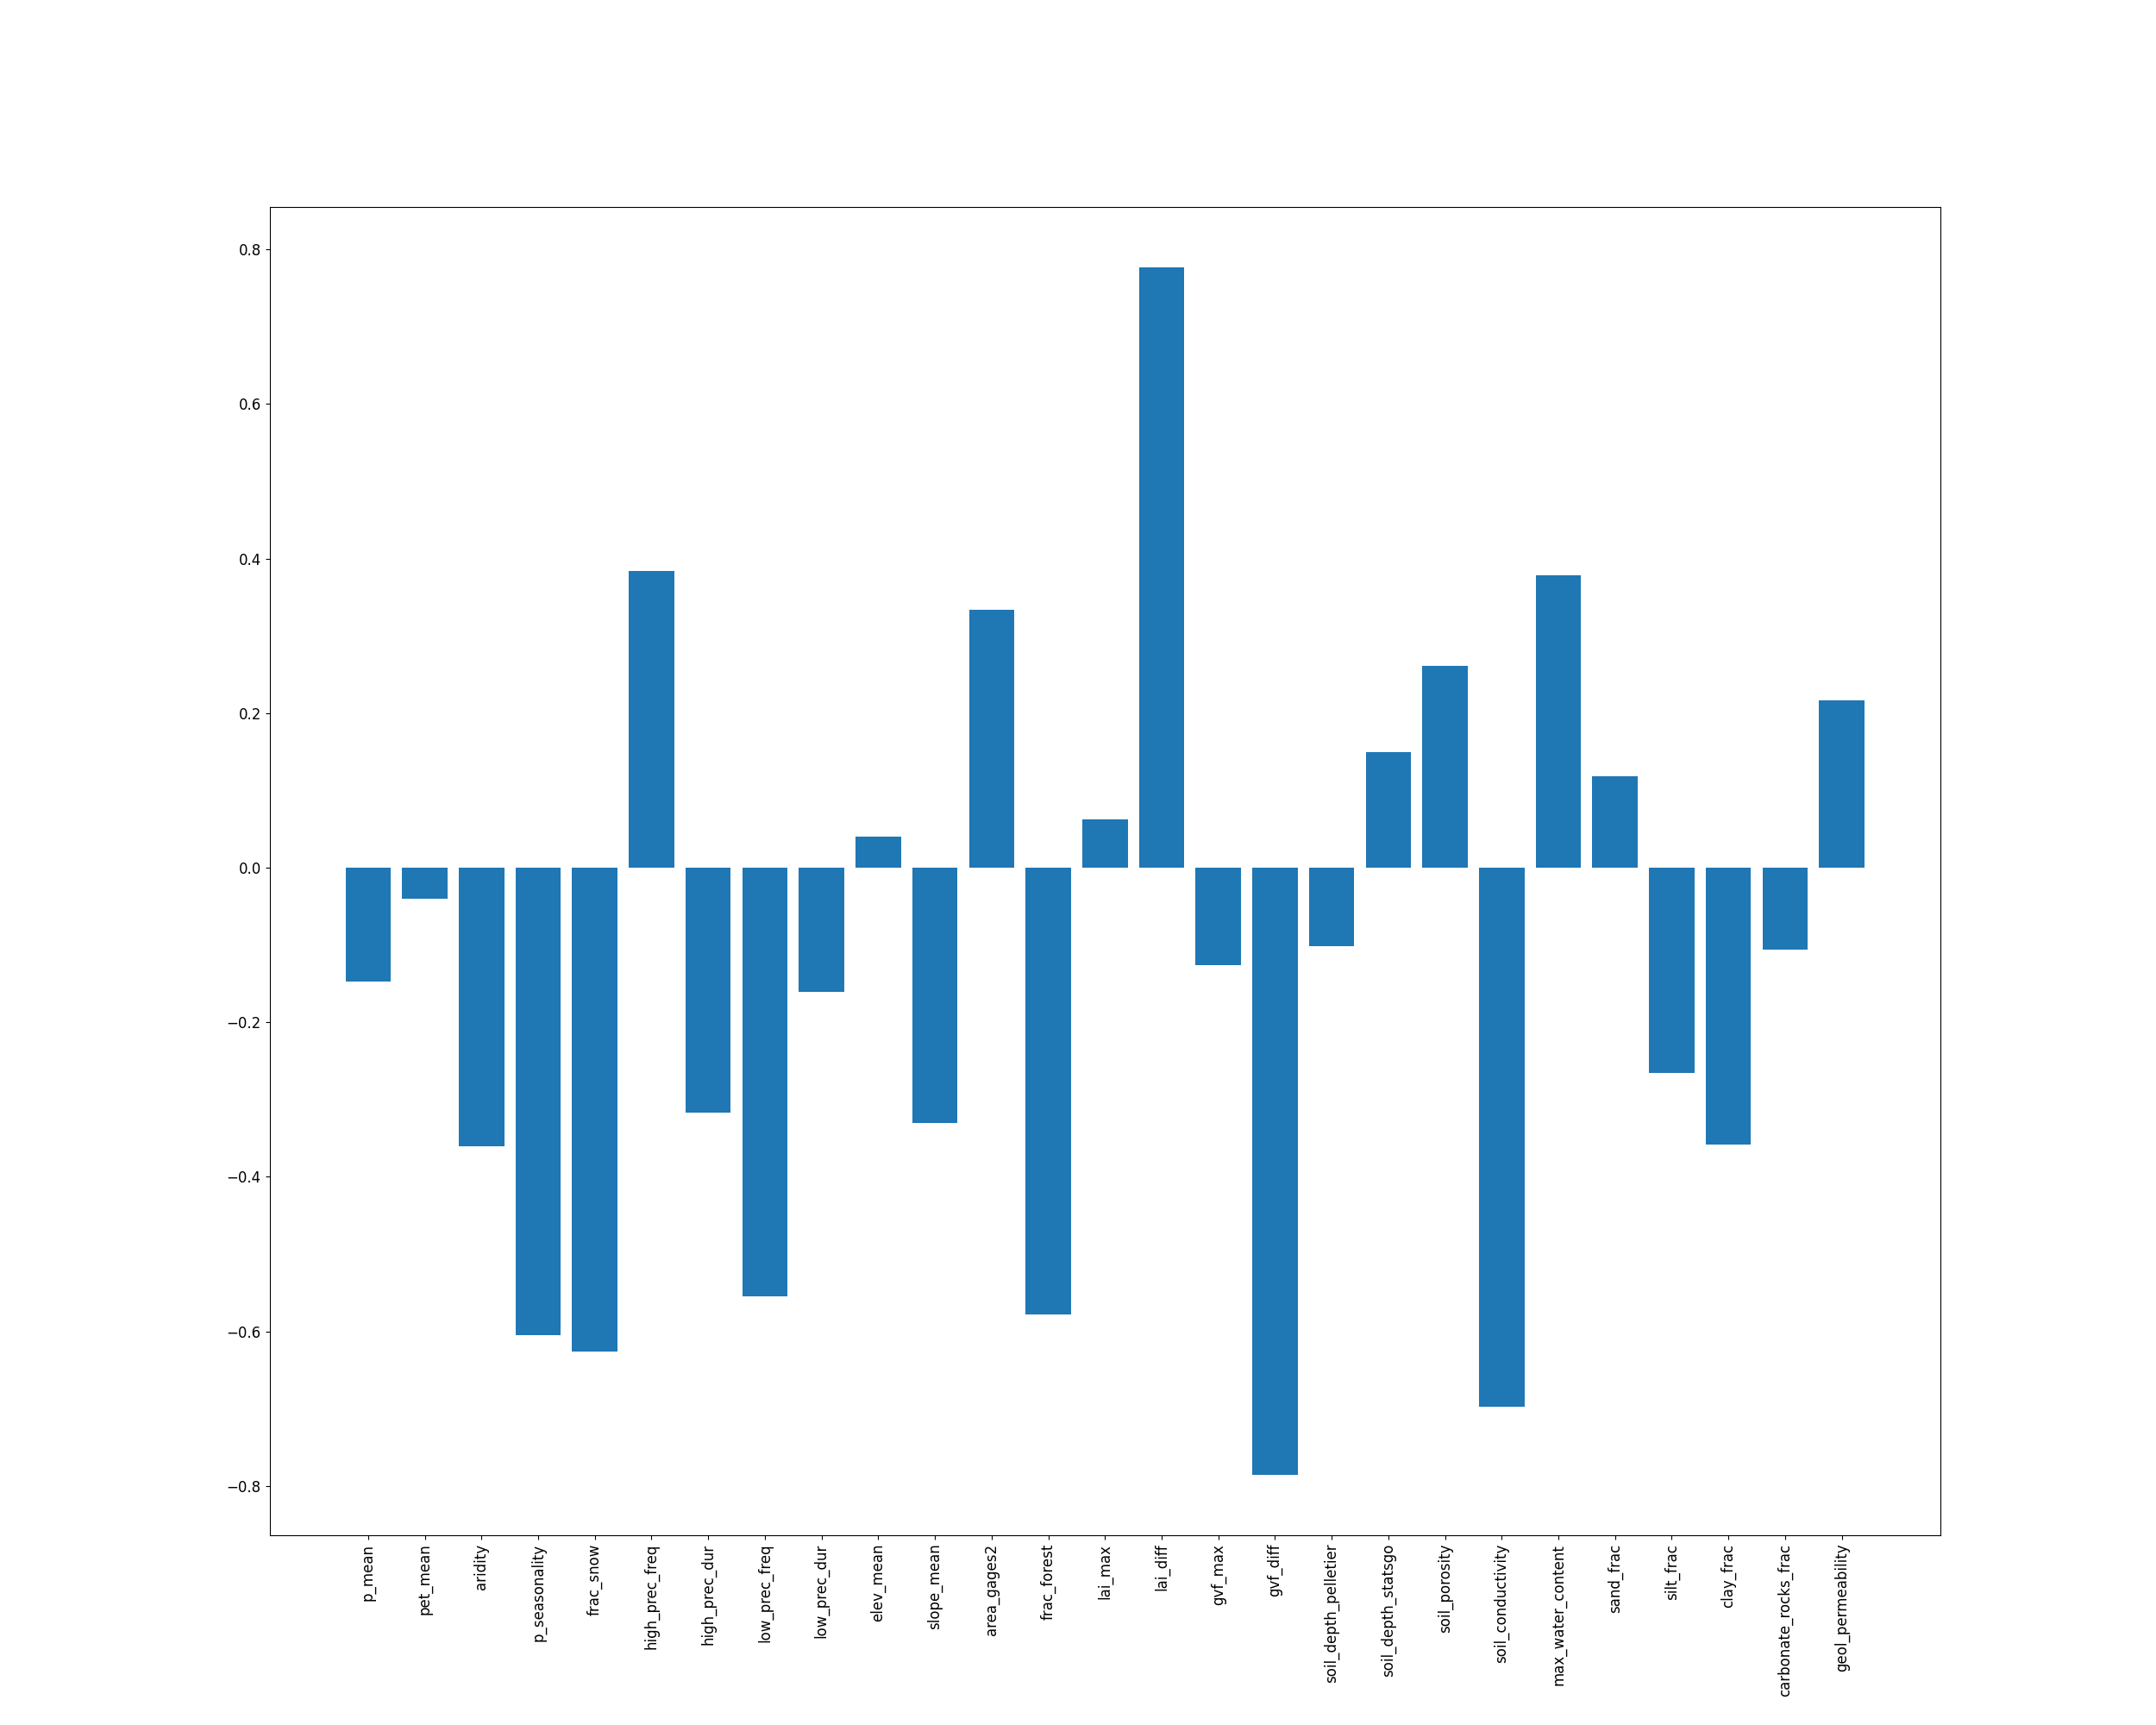 0.8
0.6
0.4
0.2
0.0
−0.2
−0.4
−0.6
−0.8
p_mean
pet_mean
aridity
p_seasonality
frac_snow
high_prec_freq
high_prec_dur
low_prec_freq
low_prec_dur
elev_mean
slope_mean
area_gages2
frac_forest
lai_max
lai_diff
gvf_max
gvf_diff
soil_depth_pelletier
soil_depth_statsgo
soil_porosity
soil_conductivity
max_water_content
sand_frac
silt_frac
clay_frac
carbonate_rocks_frac
geol_permeability